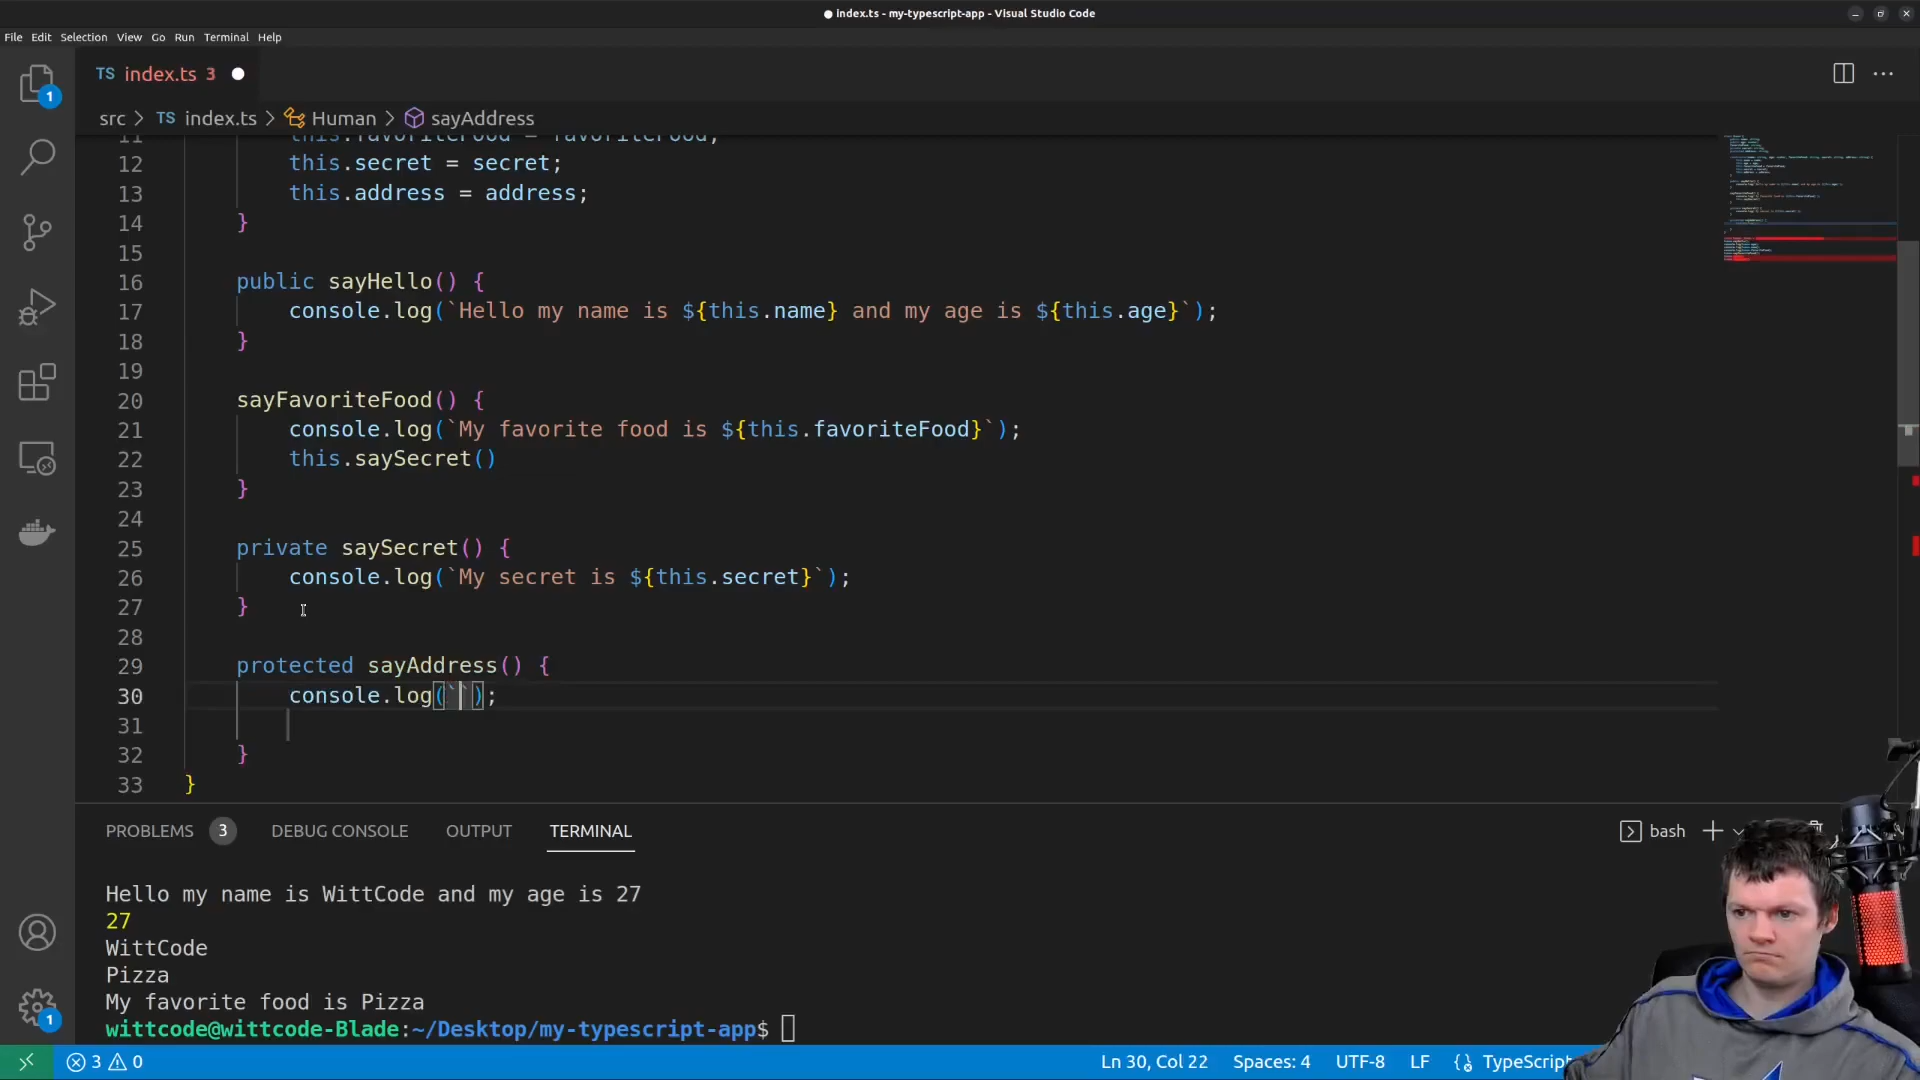 index.ts - my-typescript-app - Visual Studio Code
File Edit Selection View Go Run Terminal Help
TS index.ts 3
src > TS index.ts > Human > sayAddress
11 this.favoriteFood = favoriteFood;
12 this.secret = secret;
13 this.address = address;
14 }
15
16 public sayHello() {
17 console.log(`Hello my name is ${this.name} and my age is ${this.age}`);
18 }
19
20 sayFavoriteFood() {
21 console.log(`My favorite food is ${this.favoriteFood}`);
22 this.saySecret()
23 }
24
25 private saySecret() {
26 console.log(`My secret is ${this.secret}`);
27 }
28
29 protected sayAddress() {
30 console.log(``);
31
32 }
33 }
PROBLEMS 3 DEBUG CONSOLE OUTPUT TERMINAL
bash
Hello my name is WittCode and my age is 27
27
WittCode
Pizza
My favorite food is Pizza
wittcode@wittcode-Blade:~/Desktop/my-typescript-app$
1
1
3 0 Ln 30, Col 22 Spaces: 4 UTF-8 LF {} TypeScript